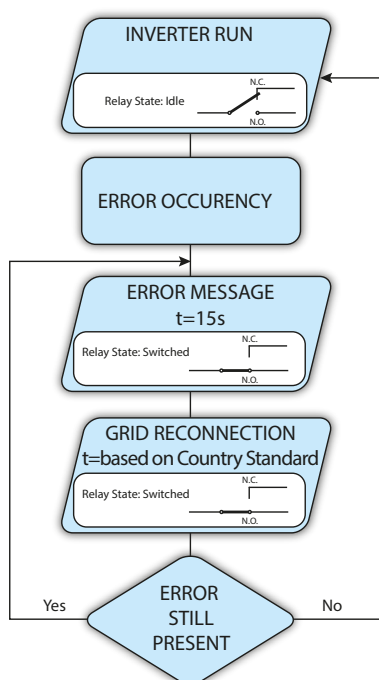 INVERTER RUN
N.C.
Relay State: Idle
N.O.
ERROR OCCURENCY
ERROR MESSAGE
t=15s
N.C.
Relay State: Switched
N.O.
GRID RECONNECTION
t=based on Country Standard
N.C.
Relay State: Switched
N.O.
Yes
ERROR
STILL
PRESENT
No